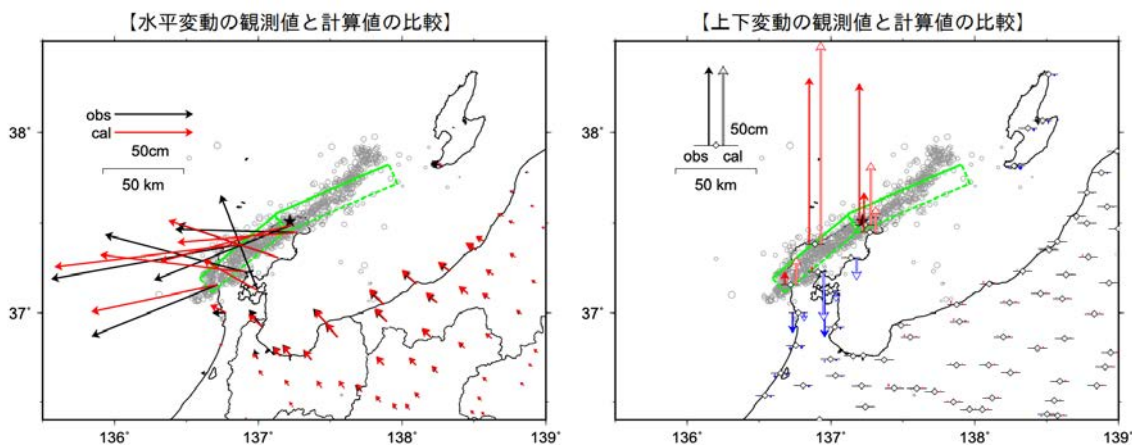 【水平変動の観測値と計算値の比較】
obs
cal
50cm
50 km
38°
37°
136°
137°
138°
139°
【上下変動の観測値と計算値の比較】
50cm
obs
cal
50 km
38°
37°
136°
137°
138°
139°